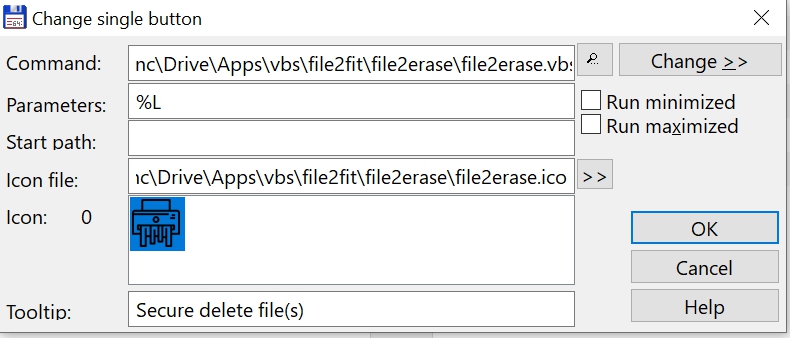 Change single button
Command: nc\Drive\Apps\vbs\file2fit\file2erase\file2erase.vbs Change >>
Parameters: %L Run minimized
Run maximized
Start path:
Icon file: nc\Drive\Apps\vbs\file2fit\file2erase\file2erase.ico >>
Icon: 0
OK
Cancel
Tooltip: Secure delete file(s) Help